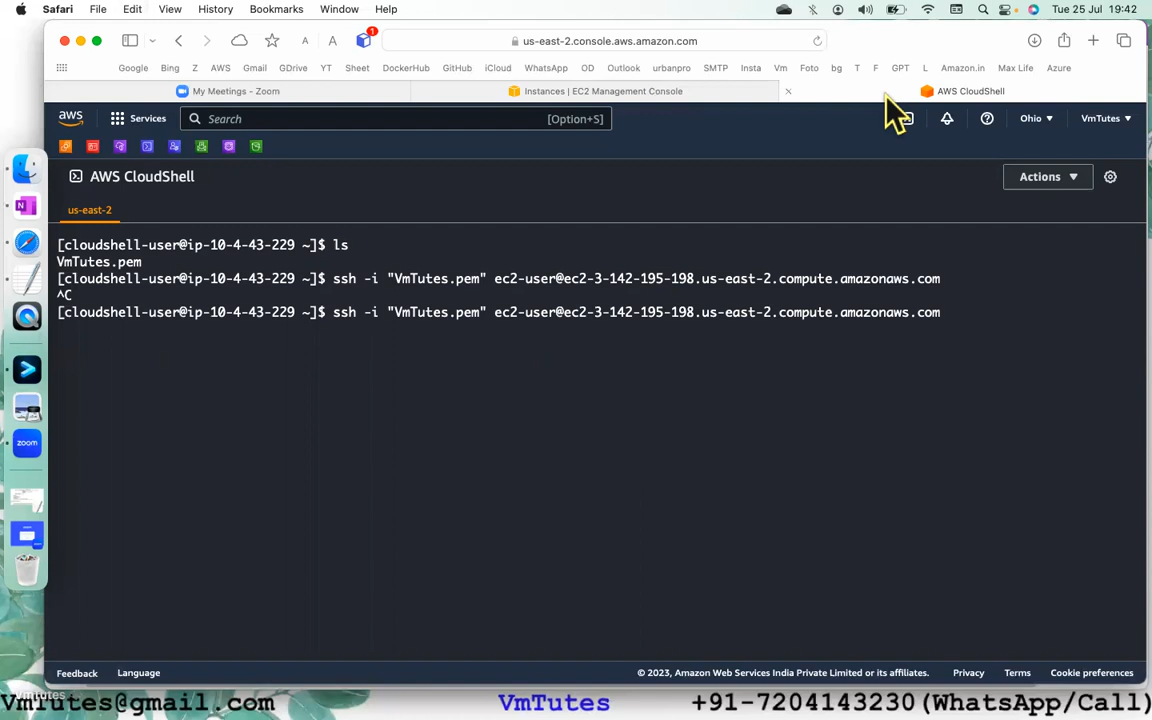 Safari File Edit View History Bookmarks Window Help Tue 25 Jul 19:42
A A 1 us-east-2.console.aws.amazon.com
Google Bing Z AWS Gmail GDrive YT Sheet DockerHub GitHub iCloud WhatsApp OD Outlook urbanpro SMTP Insta Vm Foto bg T F GPT L Amazon.in Max Life Azure
My Meetings - Zoom Instances | EC2 Management Console AWS CloudShell
aws Services Search [Option+S] Ohio ▼ VmTutes ▼
AWS CloudShell Actions ▼
us-east-2
[cloudshell-user@ip-10-4-43-229 ~]$ ls
VmTutes.pem
[cloudshell-user@ip-10-4-43-229 ~]$ ssh -i "VmTutes.pem" ec2-user@ec2-3-142-195-198.us-east-2.compute.amazonaws.com
^C
[cloudshell-user@ip-10-4-43-229 ~]$ ssh -i "VmTutes.pem" ec2-user@ec2-3-142-195-198.us-east-2.compute.amazonaws.com
zoom
Feedback Language © 2023, Amazon Web Services India Private Limited or its affiliates. Privacy Terms Cookie preferences
VmTutes@gmail.com VmTutes +91-7204143230(WhatsApp/Call)